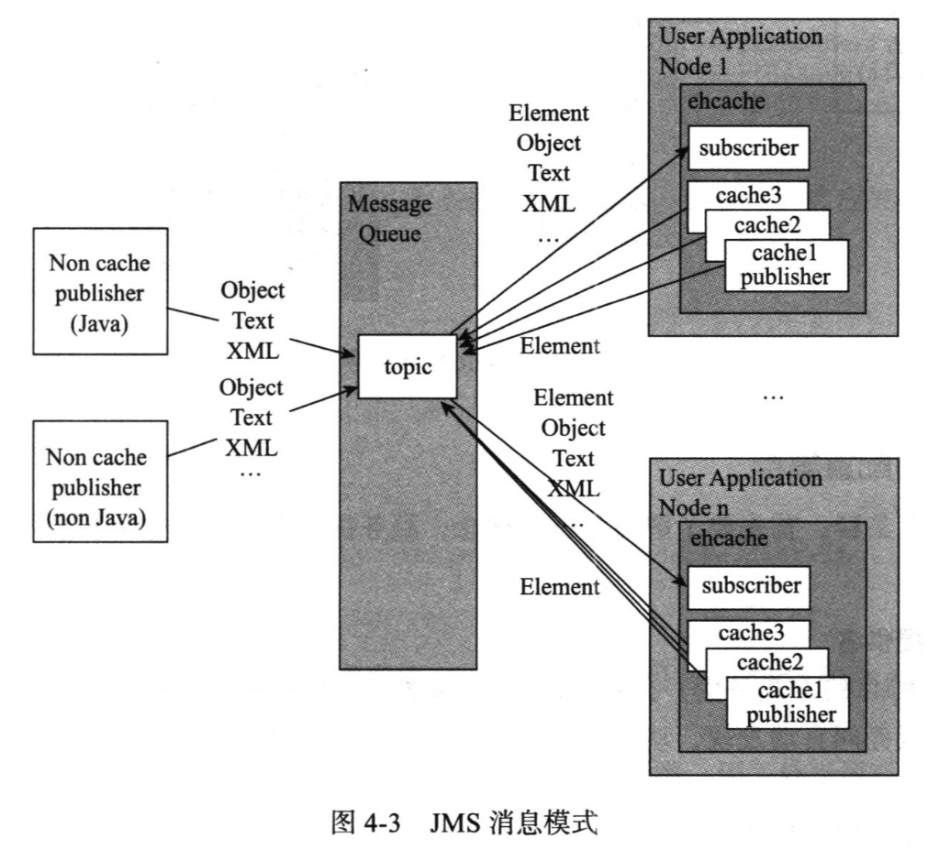 Non cache
publisher
(Java)
Non cache
publisher
(non Java)
Object
Text
XML
Object
Text
XML
...
Message
Queue
topic
Element
Object
Text
XML
...
Element
Element
Object
Text
XML
...
Element
User Application
Node 1
ehcache
subscriber
cache3
cache2
cache1
publisher
...
User Application
Node n
ehcache
subscriber
cache3
cache2
cache1
publisher
图 4-3 JMS 消息模式